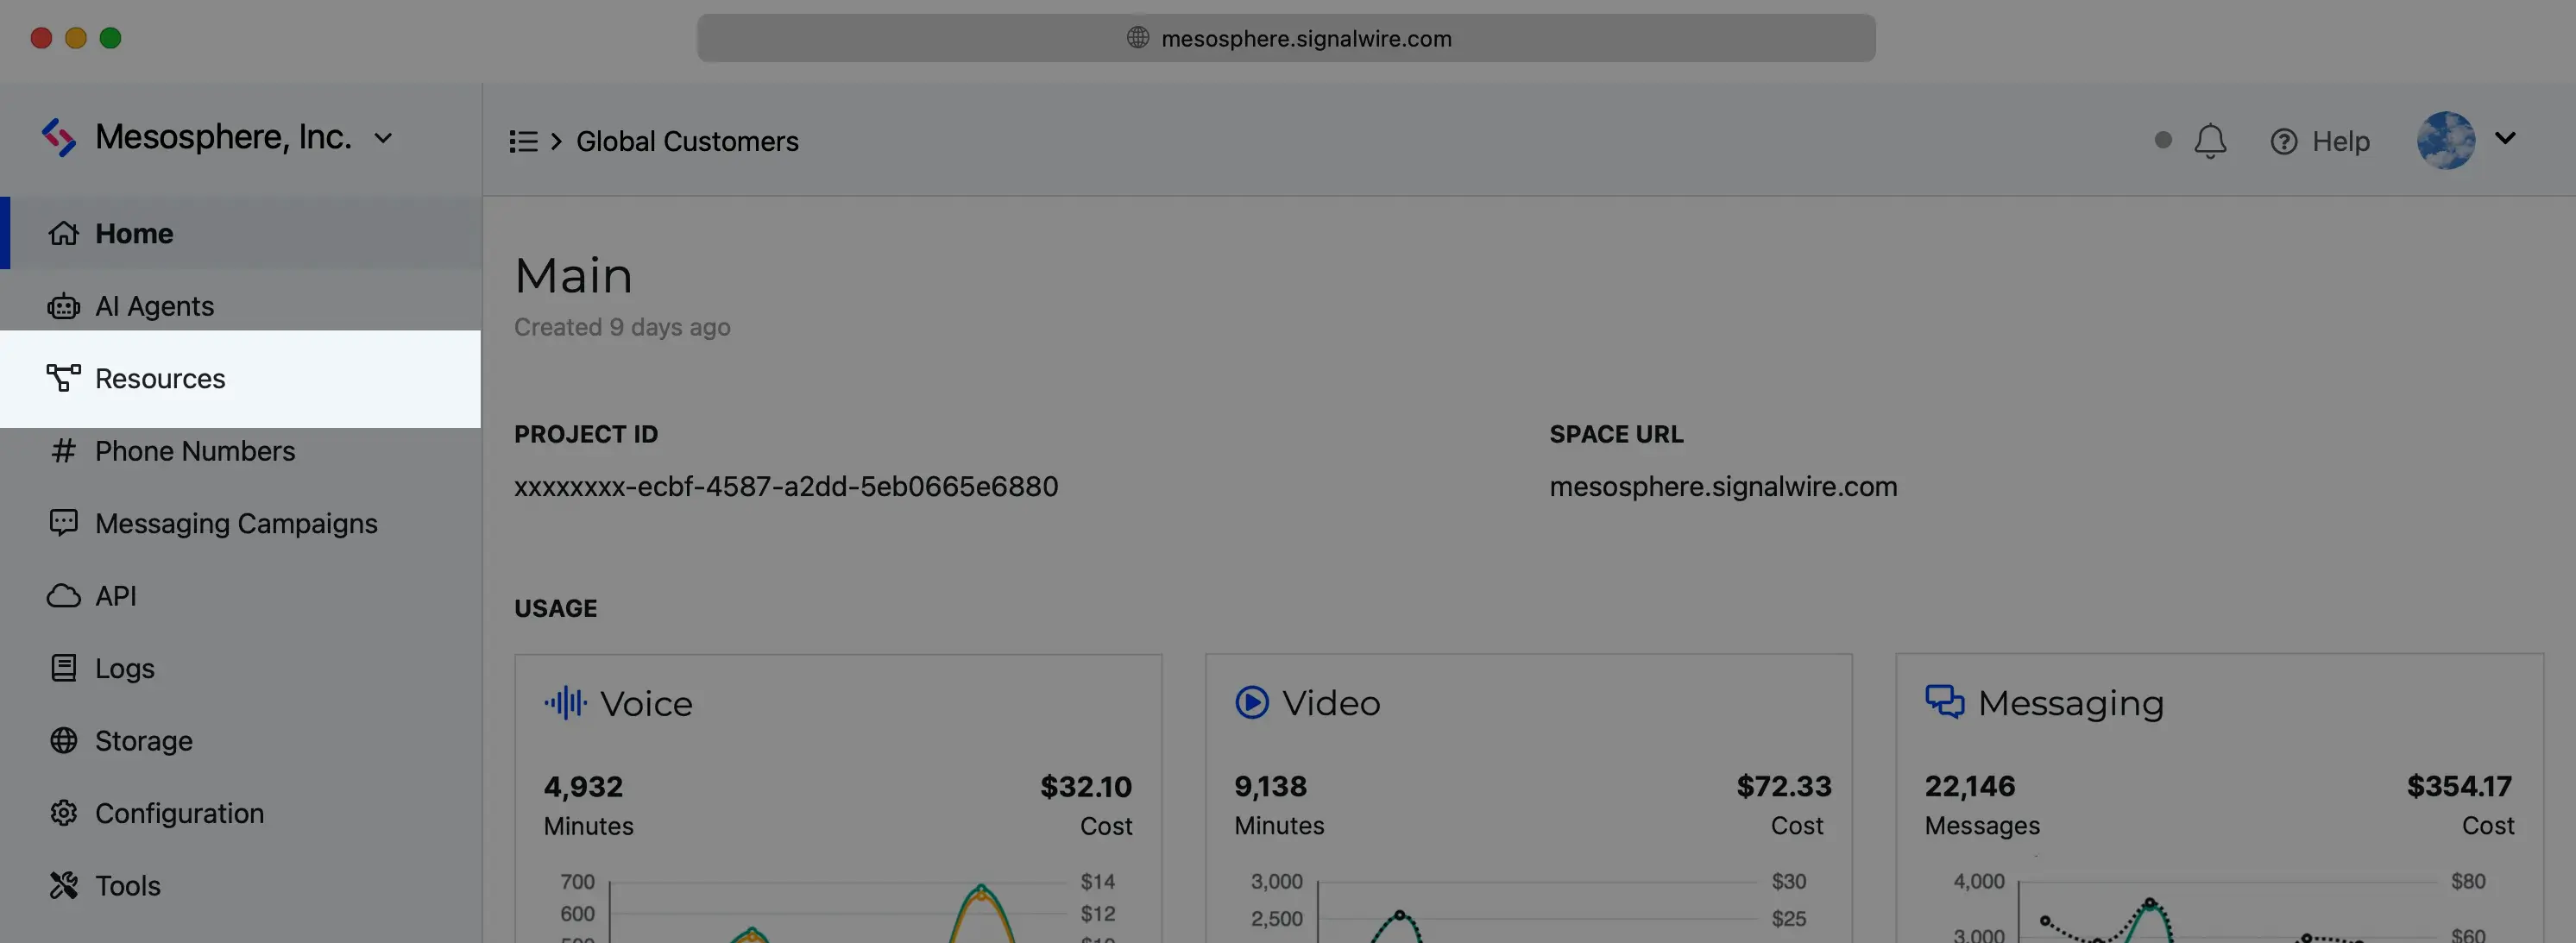 mesosphere.signalwire.com
Mesosphere, Inc.
Global Customers
Help
Home
AI Agents
Resources
Phone Numbers
Messaging Campaigns
API
Logs
Storage
Configuration
Tools
Main
Created 9 days ago
PROJECT ID
xxxxxxxx-ecbf-4587-a2dd-5eb0665e6880
SPACE URL
mesosphere.signalwire.com
USAGE
Voice
4,932 $32.10
Minutes Cost
700 $14
600 $12
Video
9,138 $72.33
Minutes Cost
3,000 $30
2,500 $25
Messaging
22,146 $354.17
Messages Cost
4,000 $80
3,000 $60